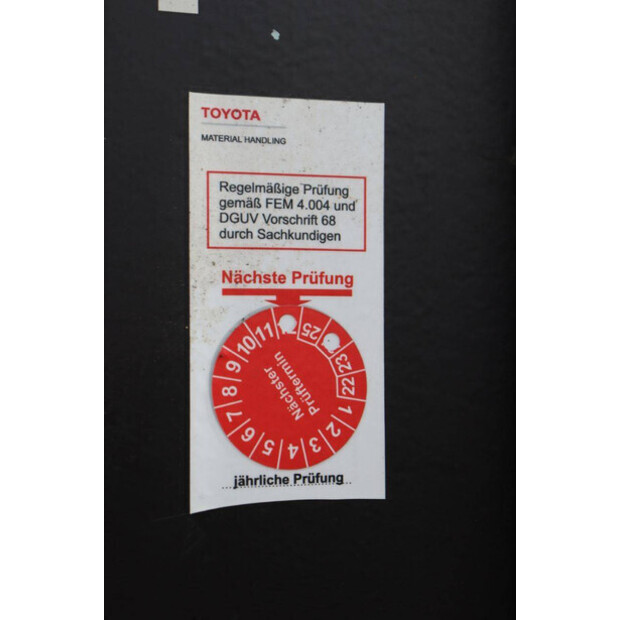 TOYOTA
MATERIAL HANDLING
Regelmäßige Prüfung
gemäß FEM 4.004 und
DGUV Vorschrift 68
durch Sachkundigen
Nächste Prüfung
25
23
22
1
2
3
4
5
6
7
8
9
10
11
Nächster
Prüftermin
jährliche Prüfung